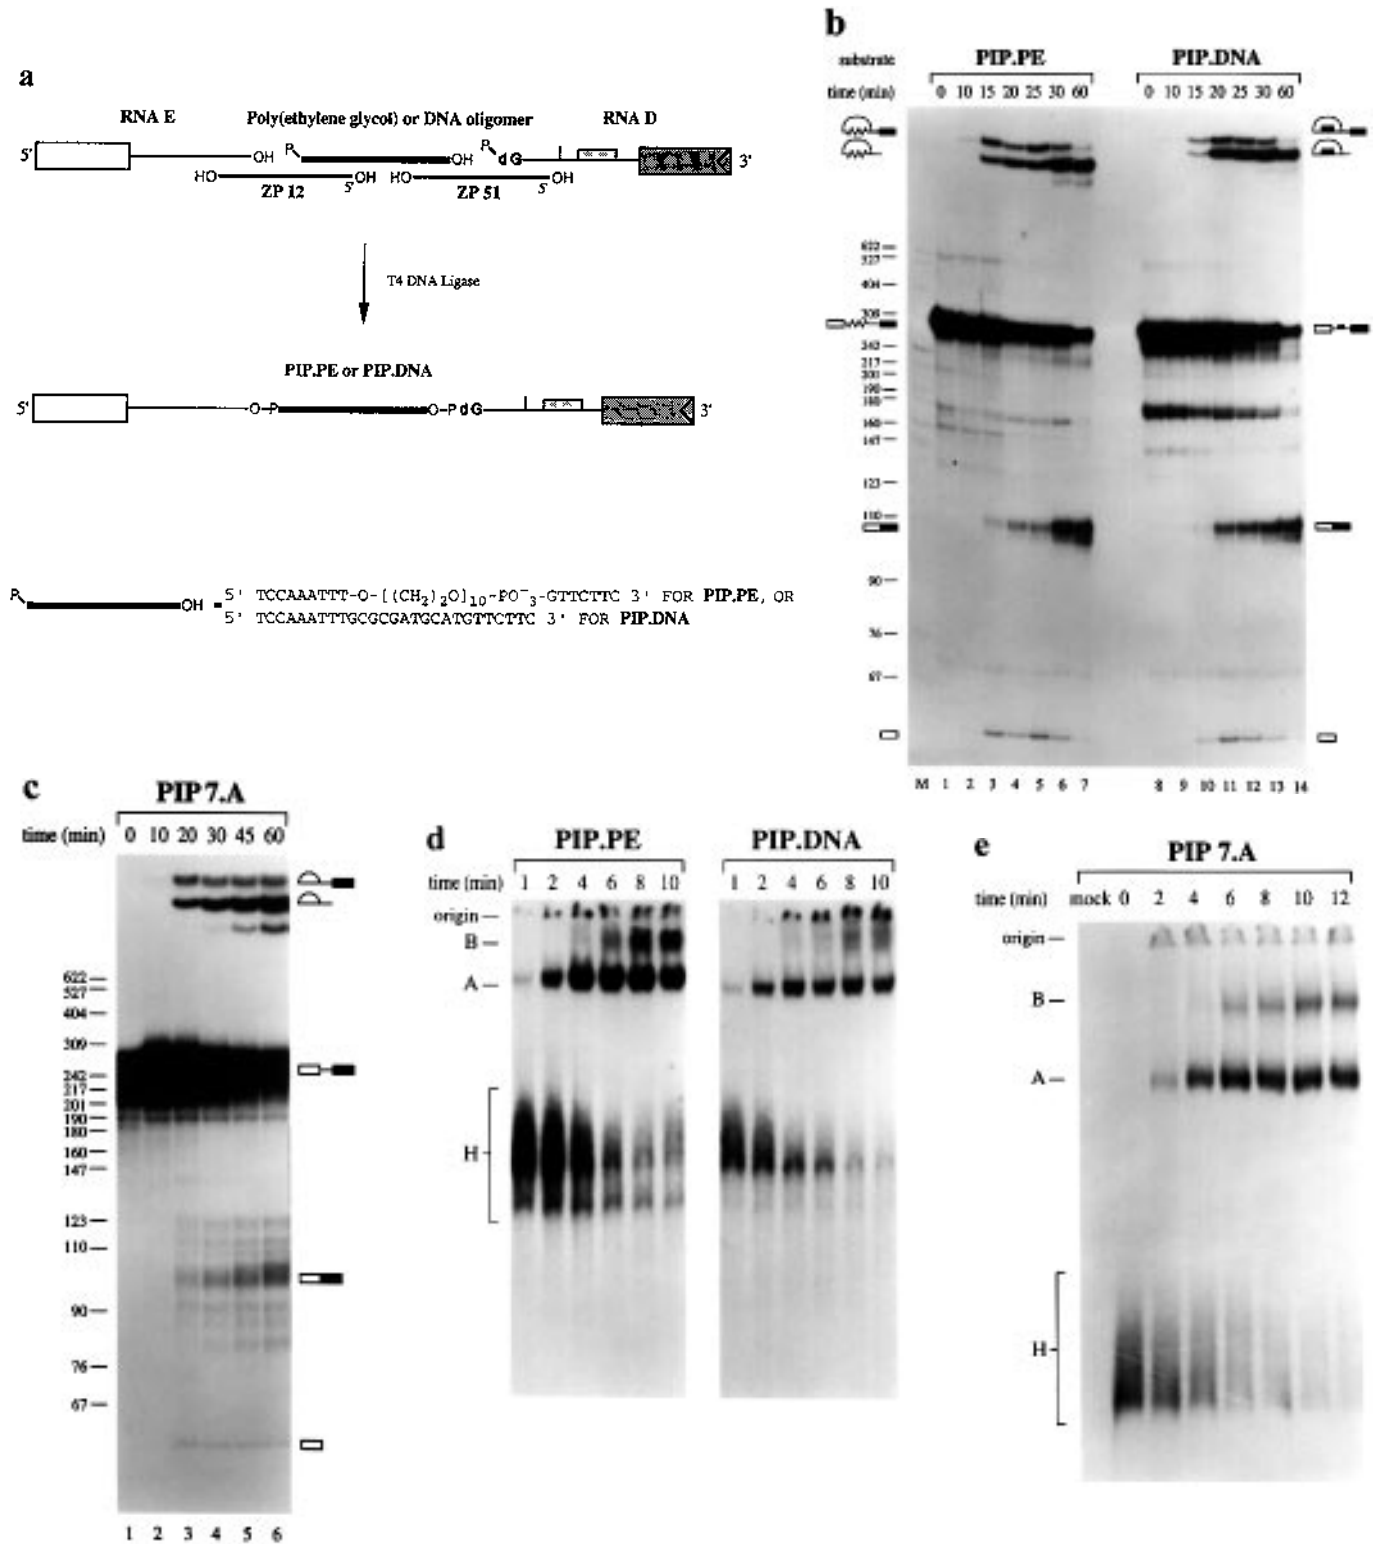 a
RNA E Poly(ethylene glycol) or DNA oligomer RNA D
5' OH P OH P dG 3'
HO 5' OH HO 5' OH
ZP 12 ZP 51
T4 DNA Ligase
PIP.PE or PIP.DNA
5' O-P O-P dG 3'
P OH = 5' TCCAAATTT-O-[(CH2)2O]10-PO-3-GTTCTTC 3' FOR PIP.PE, OR
5' TCCAAATTTGCGCGATGCATGTTCTTC 3' FOR PIP.DNA
b
substrate PIP.PE PIP.DNA
time (min) 0 10 15 20 25 30 60 0 10 15 20 25 30 60
622
527
404
309
242
217
201
190
180
160
147
123
110
90
76
67
M 1 2 3 4 5 6 7 8 9 10 11 12 13 14
c
PIP 7.A
time (min) 0 10 20 30 45 60
622
527
404
309
242
217
201
190
180
160
147
123
110
90
76
67
1 2 3 4 5 6
d
PIP.PE PIP.DNA
time (min) 1 2 4 6 8 10 1 2 4 6 8 10
origin
B
A
H
e
PIP 7.A
time (min) mock 0 2 4 6 8 10 12
origin
B
A
H